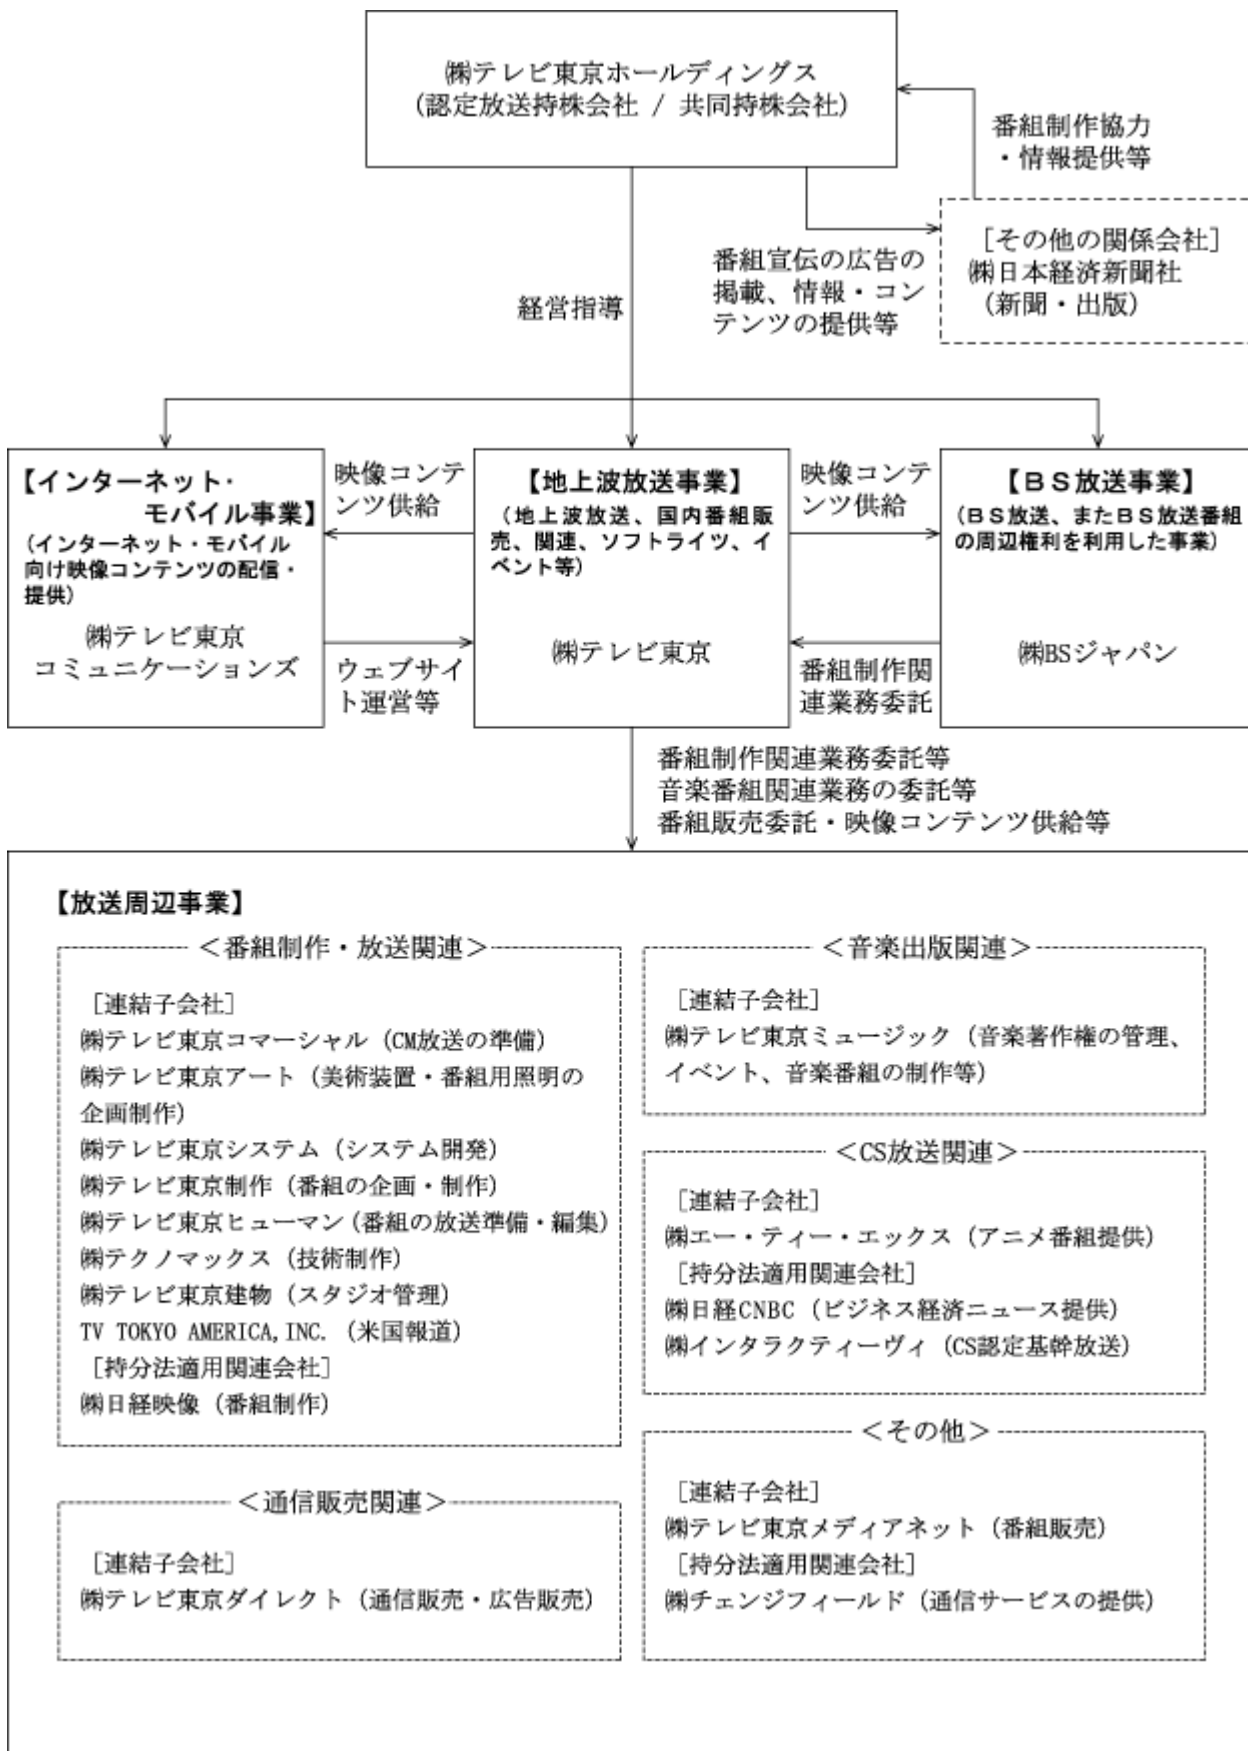 ㈱テレビ東京ホールディングス
(認定放送持株会社 / 共同持株会社)
番組制作協力
・情報提供等
[その他の関係会社]
㈱日本経済新聞社
(新聞・出版)
番組宣伝の広告の
掲載、情報・コン
テンツの提供等
経営指導
【インターネット・
モバイル事業】
(インターネット・モバイル
向け映像コンテンツの配信・
提供)
㈱テレビ東京
コミュニケーションズ
映像コンテ
ンツ供給
ウェブサイ
ト運営等
【地上波放送事業】
(地上波放送、国内番組販
売、関連、ソフトライツ、イ
ベント等)
㈱テレビ東京
映像コンテ
ンツ供給
番組制作関
連業務委託
【BS放送事業】
(BS放送、またBS放送番組
の周辺権利を利用した事業)
㈱BSジャパン
番組制作関連業務委託等
音楽番組関連業務の委託等
番組販売委託・映像コンテンツ供給等
【放送周辺事業】
<番組制作・放送関連>
[連結子会社]
㈱テレビ東京コマーシャル (CM放送の準備)
㈱テレビ東京アート (美術装置・番組用照明の
企画制作)
㈱テレビ東京システム (システム開発)
㈱テレビ東京制作 (番組の企画・制作)
㈱テレビ東京ヒューマン(番組の放送準備・編集)
㈱テクノマックス (技術制作)
㈱テレビ東京建物 (スタジオ管理)
TV TOKYO AMERICA,INC. (米国報道)
[持分法適用関連会社]
㈱日経映像 (番組制作)
<通信販売関連>
[連結子会社]
㈱テレビ東京ダイレクト (通信販売・広告販売)
<音楽出版関連>
[連結子会社]
㈱テレビ東京ミュージック (音楽著作権の管理、
イベント、音楽番組の制作等)
<CS放送関連>
[連結子会社]
㈱エー・ティー・エックス (アニメ番組提供)
[持分法適用関連会社]
㈱日経CNBC (ビジネス経済ニュース提供)
㈱インタラクティーヴィ (CS認定基幹放送)
<その他>
[連結子会社]
㈱テレビ東京メディアネット (番組販売)
[持分法適用関連会社]
㈱チェンジフィールド (通信サービスの提供)